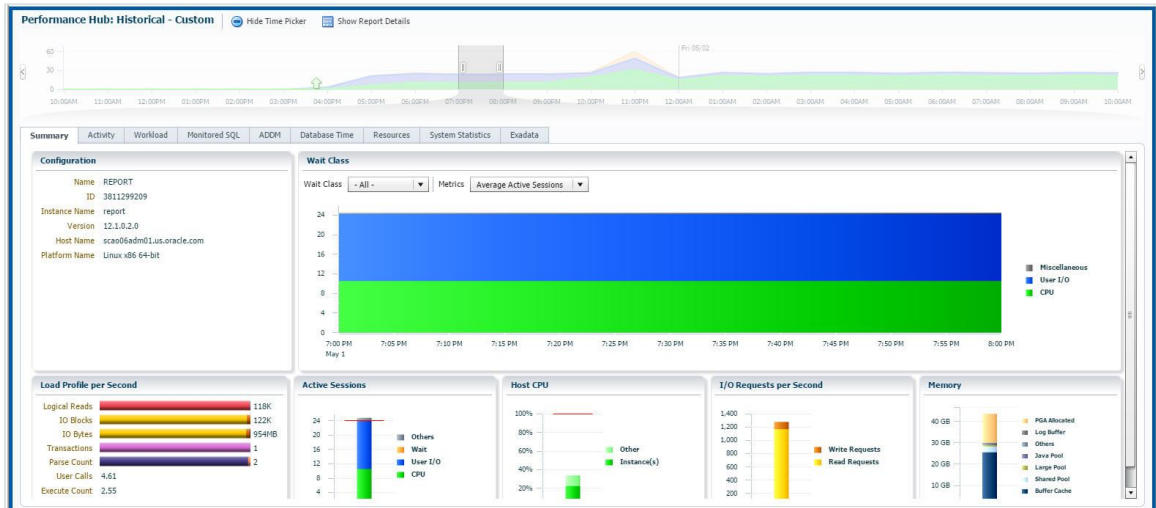 Performance Hub: Historical - Custom Hide Time Picker Show Report Details
60
30
0
Fri 05/02
10:00AM 11:00AM 12:00PM 01:00PM 02:00PM 03:00PM 04:00PM 05:00PM 06:00PM 07:00PM 08:00PM 09:00PM 10:00PM 11:00PM 12:00AM 01:00AM 02:00AM 03:00AM 04:00AM 05:00AM 06:00AM 07:00AM 08:00AM 09:00AM 10:00AM
Summary Activity Workload Monitored SQL ADDM Database Time Resources System Statistics Exadata
Configuration
Name REPORT
ID 3811299209
Instance Name report
Version 12.1.0.2.0
Host Name scao06adm01.us.oracle.com
Platform Name Linux x86 64-bit
Wait Class
Wait Class - All - Metrics Average Active Sessions
24
20
16
12
8
4
0
7:00 PM 7:05 PM 7:10 PM 7:15 PM 7:20 PM 7:25 PM 7:30 PM 7:35 PM 7:40 PM 7:45 PM 7:50 PM 7:55 PM 8:00 PM
May 1
Miscellaneous
User I/O
CPU
Load Profile per Second
Logical Reads 118K
IO Blocks 122K
IO Bytes 954MB
Transactions 1
Parse Count 2
User Calls 4.61
Execute Count 2.55
Active Sessions
24
20
16
12
8
4
Others
Wait
User I/O
CPU
Host CPU
100%
80%
60%
40%
20%
Other
Instance(s)
I/O Requests per Second
1,400
1,200
1,000
800
600
400
200
Write Requests
Read Requests
Memory
40 GB
30 GB
20 GB
10 GB
PGA Allocated
Log Buffer
Others
Java Pool
Large Pool
Shared Pool
Buffer Cache